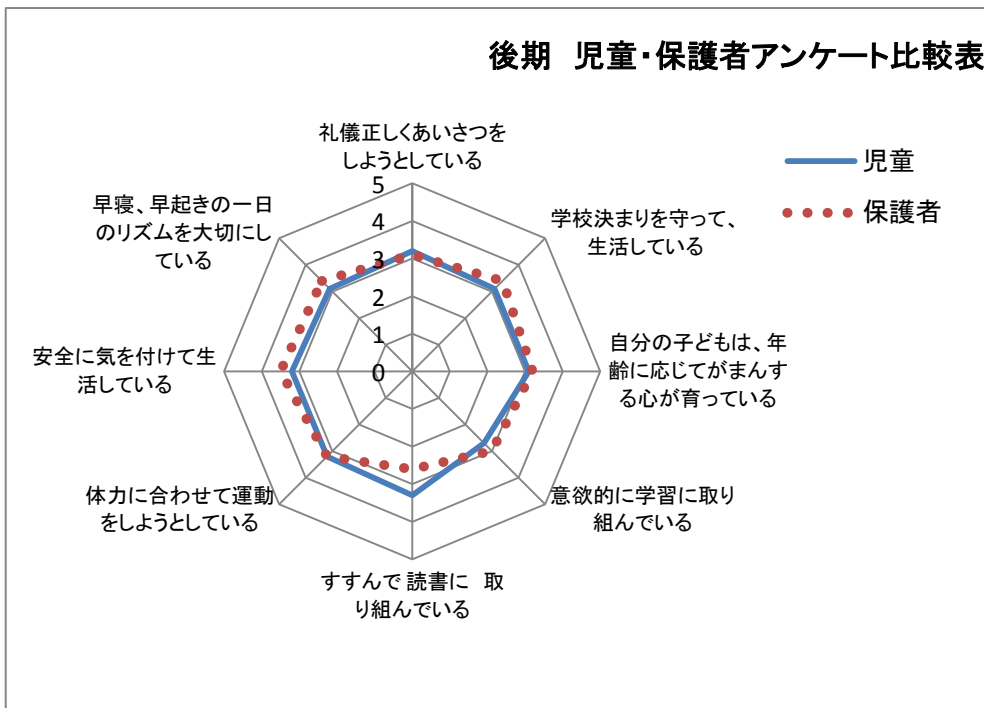 後期 児童・保護者アンケート比較表
礼儀正しくあいさつを
しようとしている
学校決まりを守って、
生活している
自分の子どもは、年
齢に応じてがまんす
る心が育っている
意欲的に学習に取り
組んでいる
すすんで 読書に 取
り組んでいる
体力に合わせて運動
をしようとしている
安全に気を付けて生
活している
早寝、早起きの一日
のリズムを大切にし
ている
5
4
3
2
1
0
児童
保護者